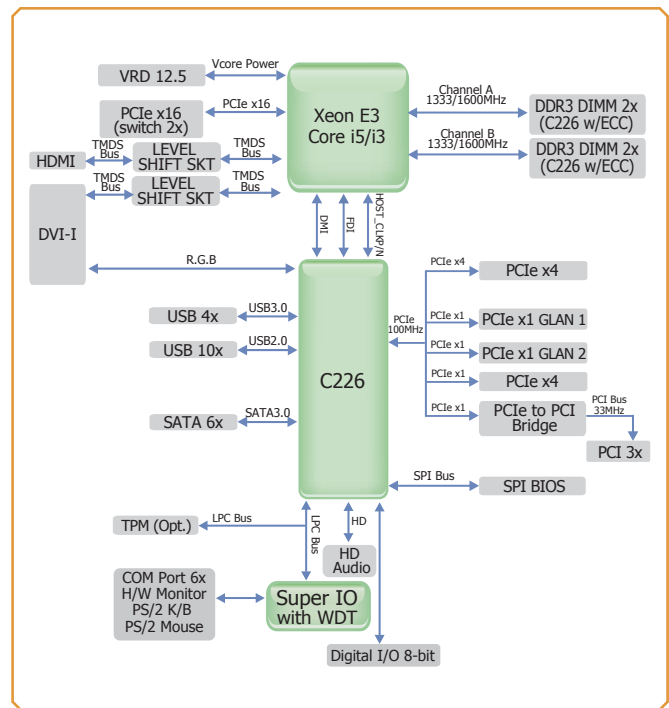 Vcore Power
VRD 12.5
PCIe x16
PCIe x16
(switch 2x)
Xeon E3
Core i5/i3
Channel A
1333/1600MHz
DDR3 DIMM 2x
(C226 w/ECC)
Channel B
1333/1600MHz
DDR3 DIMM 2x
(C226 w/ECC)
HDMI
TMDS
Bus
LEVEL
SHIFT SKT
TMDS
Bus
TMDS
Bus
LEVEL
SHIFT SKT
TMDS
Bus
DVI-I
R.G.B
DMI
FDI
HOST_CLKP/N
USB 4x
USB3.0
USB 10x
USB2.0
C226
SATA 6x
SATA3.0
PCIe
100MHz
PCIe x4
PCIe x4
PCIe x1
PCIe x1 GLAN 1
PCIe x1
PCIe x1 GLAN 2
PCIe x1
PCIe x4
PCIe x1
PCIe to PCI
Bridge
PCI Bus
33MHz
PCI 3x
SPI Bus
SPI BIOS
TPM (Opt.)
LPC Bus
LPC Bus
HD
HD
Audio
COM Port 6x
H/W Monitor
PS/2 K/B
PS/2 Mouse
Super IO
with WDT
Digital I/O 8-bit